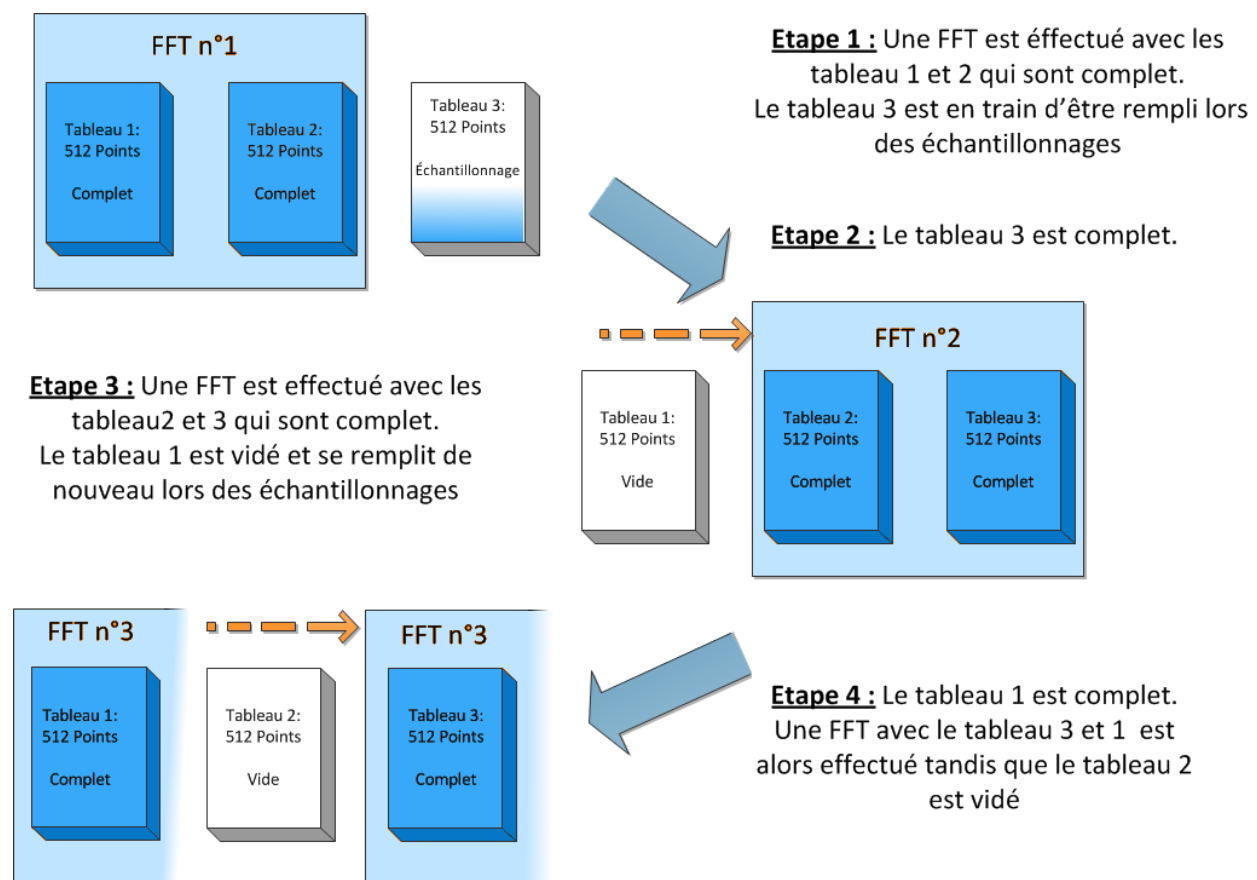 FFT n°1
Tableau 1:
512 Points
Complet
Tableau 2:
512 Points
Complet
Tableau 3:
512 Points
Échantillonnage
Etape 1 : Une FFT est éffectué avec les
tableau 1 et 2 qui sont complet.
Le tableau 3 est en train d’être rempli lors
des échantillonnages
Etape 2 : Le tableau 3 est complet.
FFT n°2
Tableau 1:
512 Points
Vide
Tableau 2:
512 Points
Complet
Tableau 3:
512 Points
Complet
Etape 3 : Une FFT est effectué avec les
tableau2 et 3 qui sont complet.
Le tableau 1 est vidé et se remplit de
nouveau lors des échantillonnages
FFT n°3
Tableau 1:
512 Points
Complet
Tableau 2:
512 Points
Vide
FFT n°3
Tableau 3:
512 Points
Complet
Etape 4 : Le tableau 1 est complet.
Une FFT avec le tableau 3 et 1 est
alors effectué tandis que le tableau 2
est vidé